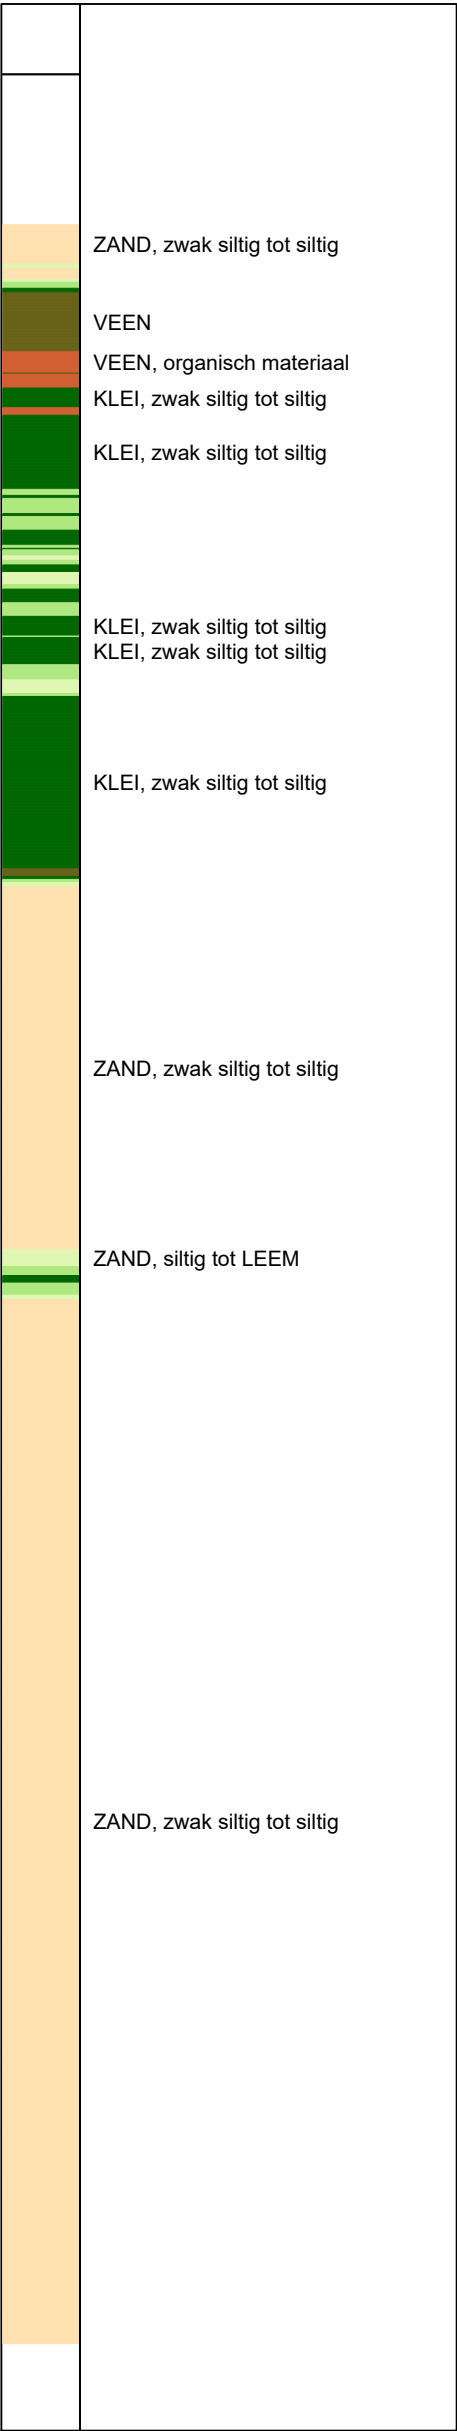 ZAND, zwak siltig tot siltig
VEEN
VEEN, organisch materiaal
KLEI, zwak siltig tot siltig
KLEI, zwak siltig tot siltig
KLEI, zwak siltig tot siltig
KLEI, zwak siltig tot siltig
KLEI, zwak siltig tot siltig
ZAND, zwak siltig tot siltig
ZAND, siltig tot LEEM
ZAND, zwak siltig tot siltig